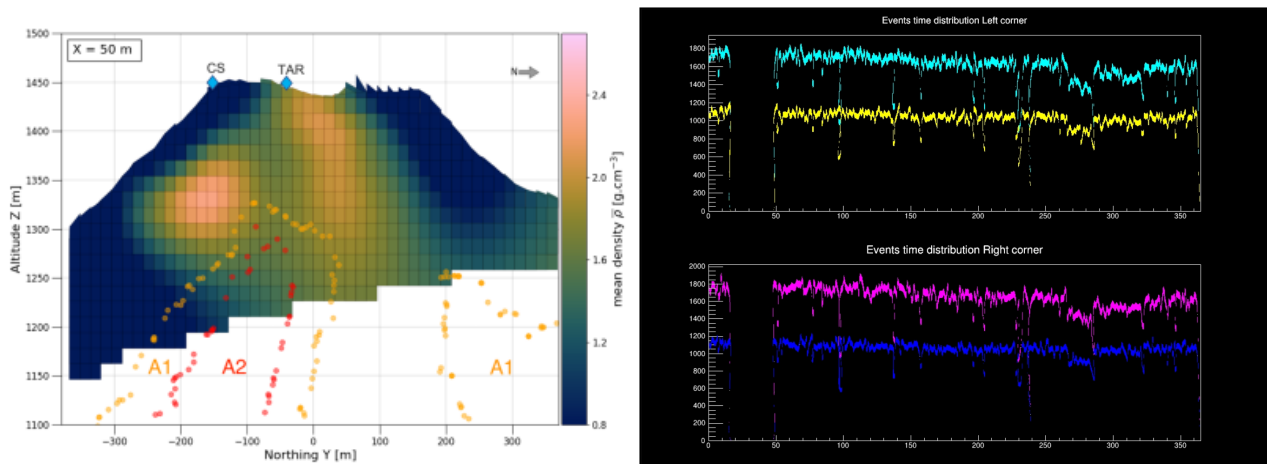 X = 50 m
CS
TAR
N
A1
A2
A1
1500
1450
1400
1350
1300
1250
1200
1150
1100
Altitude Z [m]
−300 −200 −100 0 100 200 300
Northing Y [m]
2.4
2.0
1.6
1.2
0.8
mean density ρ̅ [g.cm⁻³]
Events time distribution Left corner
1800
1600
1400
1200
1000
800
600
400
200
0
0 50 100 150 200 250 300 350
Events time distribution Right corner
2000
1800
1600
1400
1200
1000
800
600
400
200
0
0 50 100 150 200 250 300 350